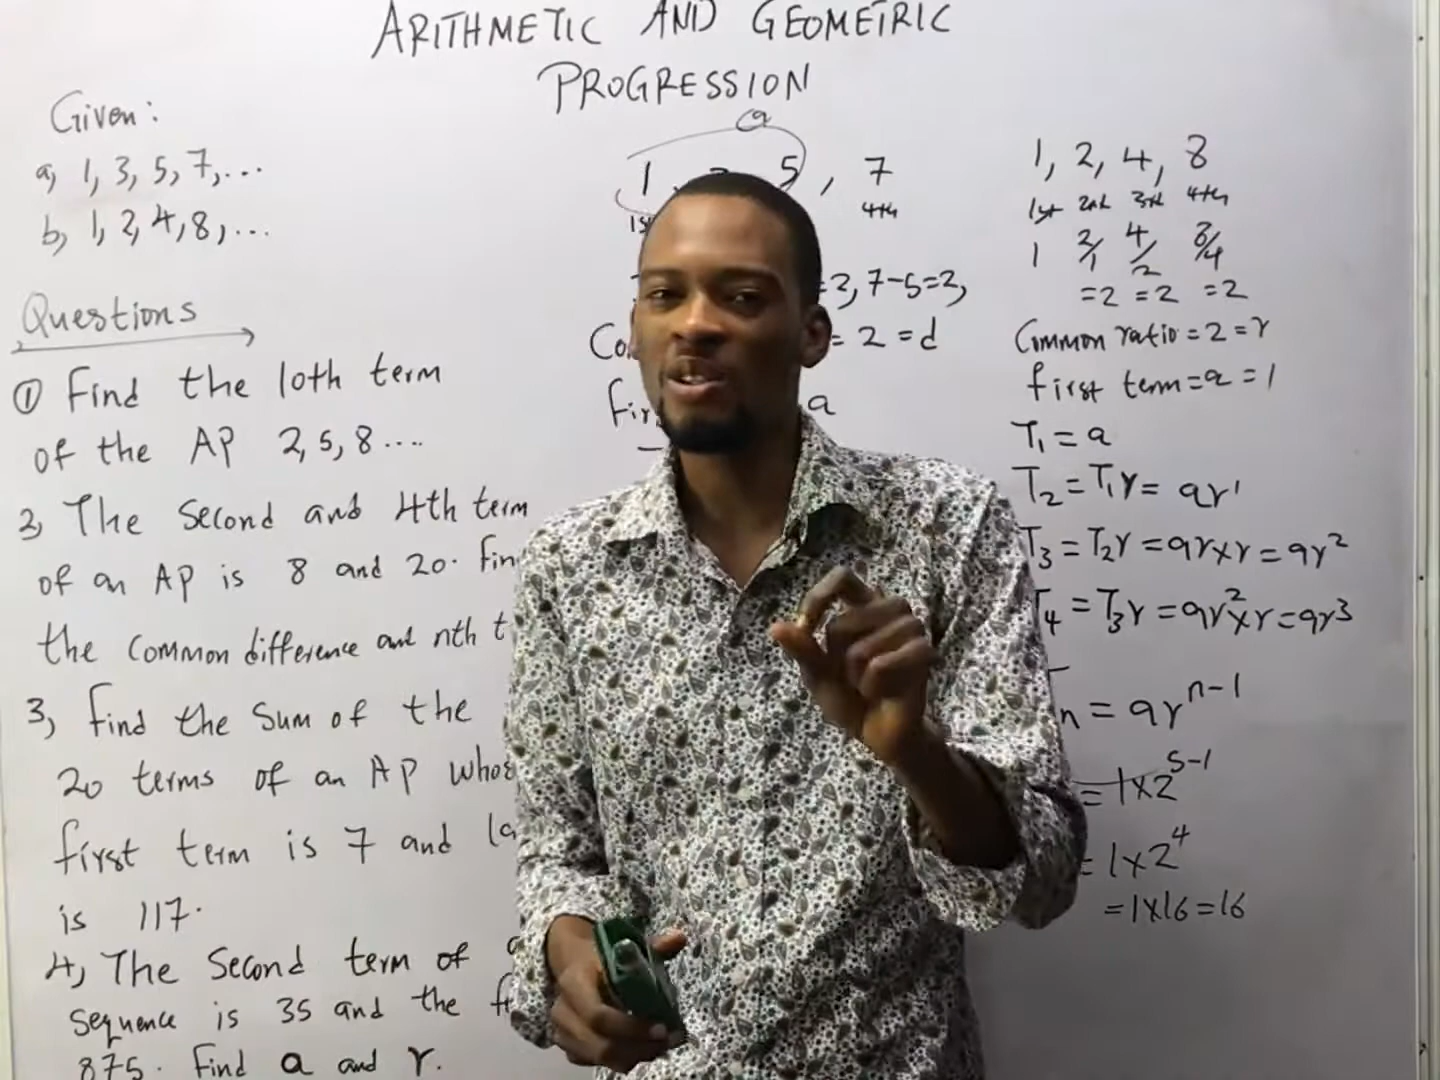 ARITHMETIC AND GEOMETRIC
PROGRESSION
Given:
a, 1, 3, 5, 7,...
b, 1, 2, 4, 8, ...
Questions
① Find the 10th term
of the AP 2, 5, 8 ....
2, The Second and 4th term
of an AP is 8 and 20. Fin
the Common difference and nth t
3, Find the Sum of the
20 terms of an AP whos
first term is 7 and la
is 117.
4, The Second term of
Sequence is 35 and the
875. Find a and r.
a
1, 5, 7
1st 4th
7-5=2,
= 2 = d
a
1, 2, 4, 8
1st 2nd 3rd 4th
1 2/1 4/2 8/4
=2 =2 =2
Common ratio = 2 = r
first term = a = 1
T₁ = a
T₂ = T₁r = ar¹
T₃ = T₂r = ar×r = ar²
T₄ = T₃r = ar²×r = ar³
n = ar^(n-1)
= 1×2^(5-1)
= 1×2⁴
= 1×16 = 16